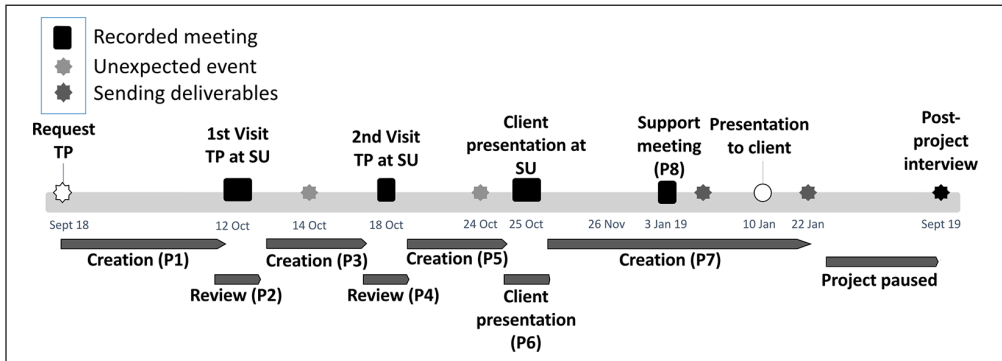 Recorded meeting
Unexpected event
Sending deliverables
Request
TP
1st Visit
TP at SU
2nd Visit
TP at SU
Client
presentation at
SU
Support
meeting
(P8)
Presentation
to client
Post-
project
interview
Sept 18
12 Oct
14 Oct
18 Oct
24 Oct
25 Oct
26 Nov
3 Jan 19
10 Jan
22 Jan
Sept 19
Creation (P1)
Review (P2)
Creation (P3)
Review (P4)
Creation (P5)
Client
presentation
(P6)
Creation (P7)
Project paused